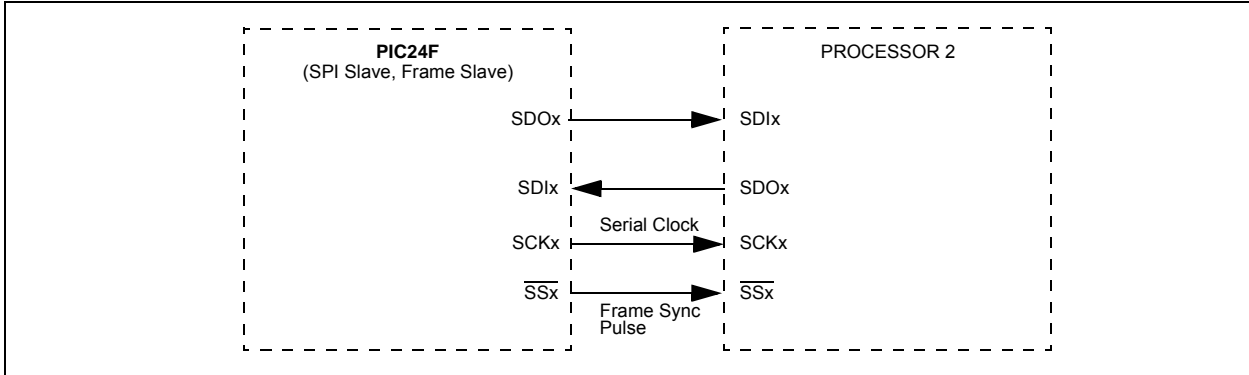 PIC24F
(SPI Slave, Frame Slave)
PROCESSOR 2
SDOx
SDIx
SDIx
SDOx
Serial Clock
SCKx
SCKx
SSx
SSx
Frame Sync
Pulse